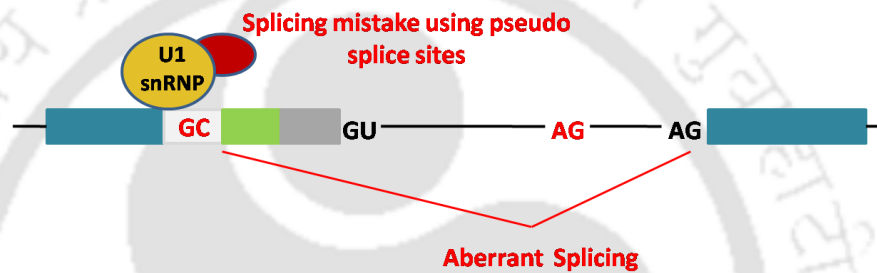 Splicing mistake using pseudo
splice sites
U1
snRNP
GC GU AG AG
Aberrant Splicing